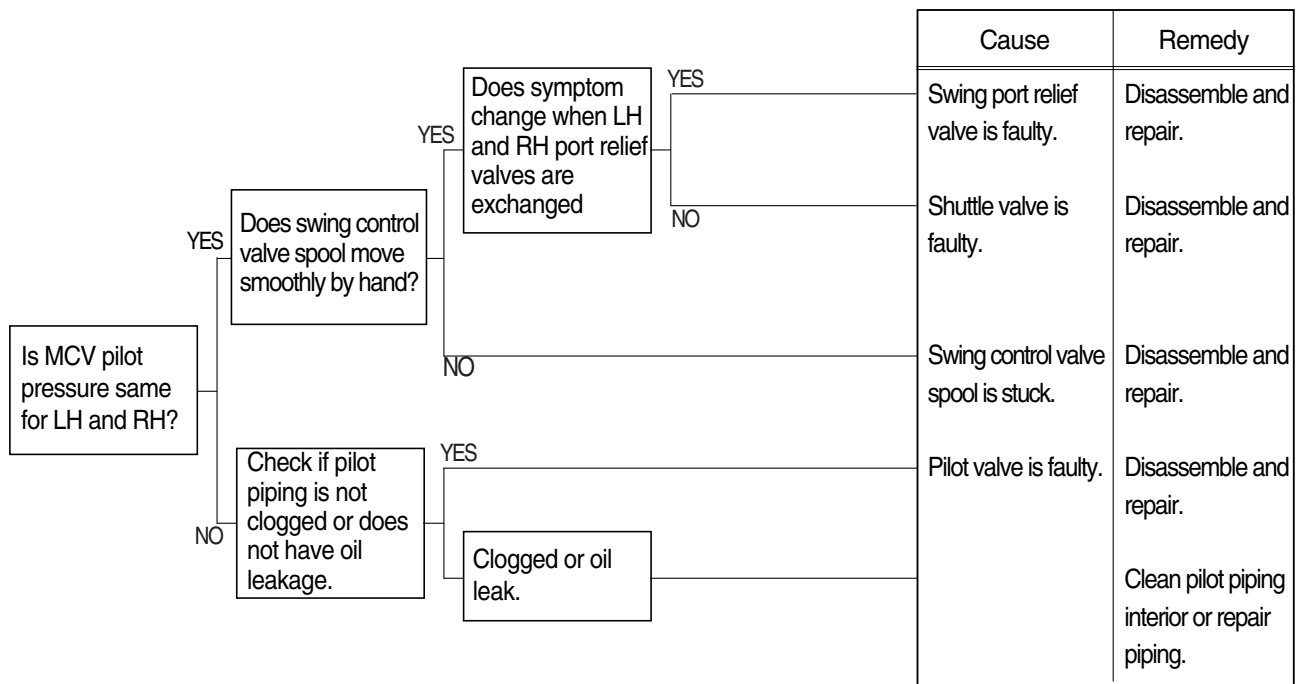 Is MCV pilot
pressure same
for LH and RH?
YES
Does swing control
valve spool move
smoothly by hand?
YES
Does symptom
change when LH
and RH port relief
valves are
exchanged
YES
NO
NO
NO
Check if pilot
piping is not
clogged or does
not have oil
leakage.
YES
Clogged or oil
leak.
Cause
Remedy
Swing port relief
valve is faulty.
Disassemble and
repair.
Shuttle valve is
faulty.
Disassemble and
repair.
Swing control valve
spool is stuck.
Disassemble and
repair.
Pilot valve is faulty.
Disassemble and
repair.
Clean pilot piping
interior or repair
piping.